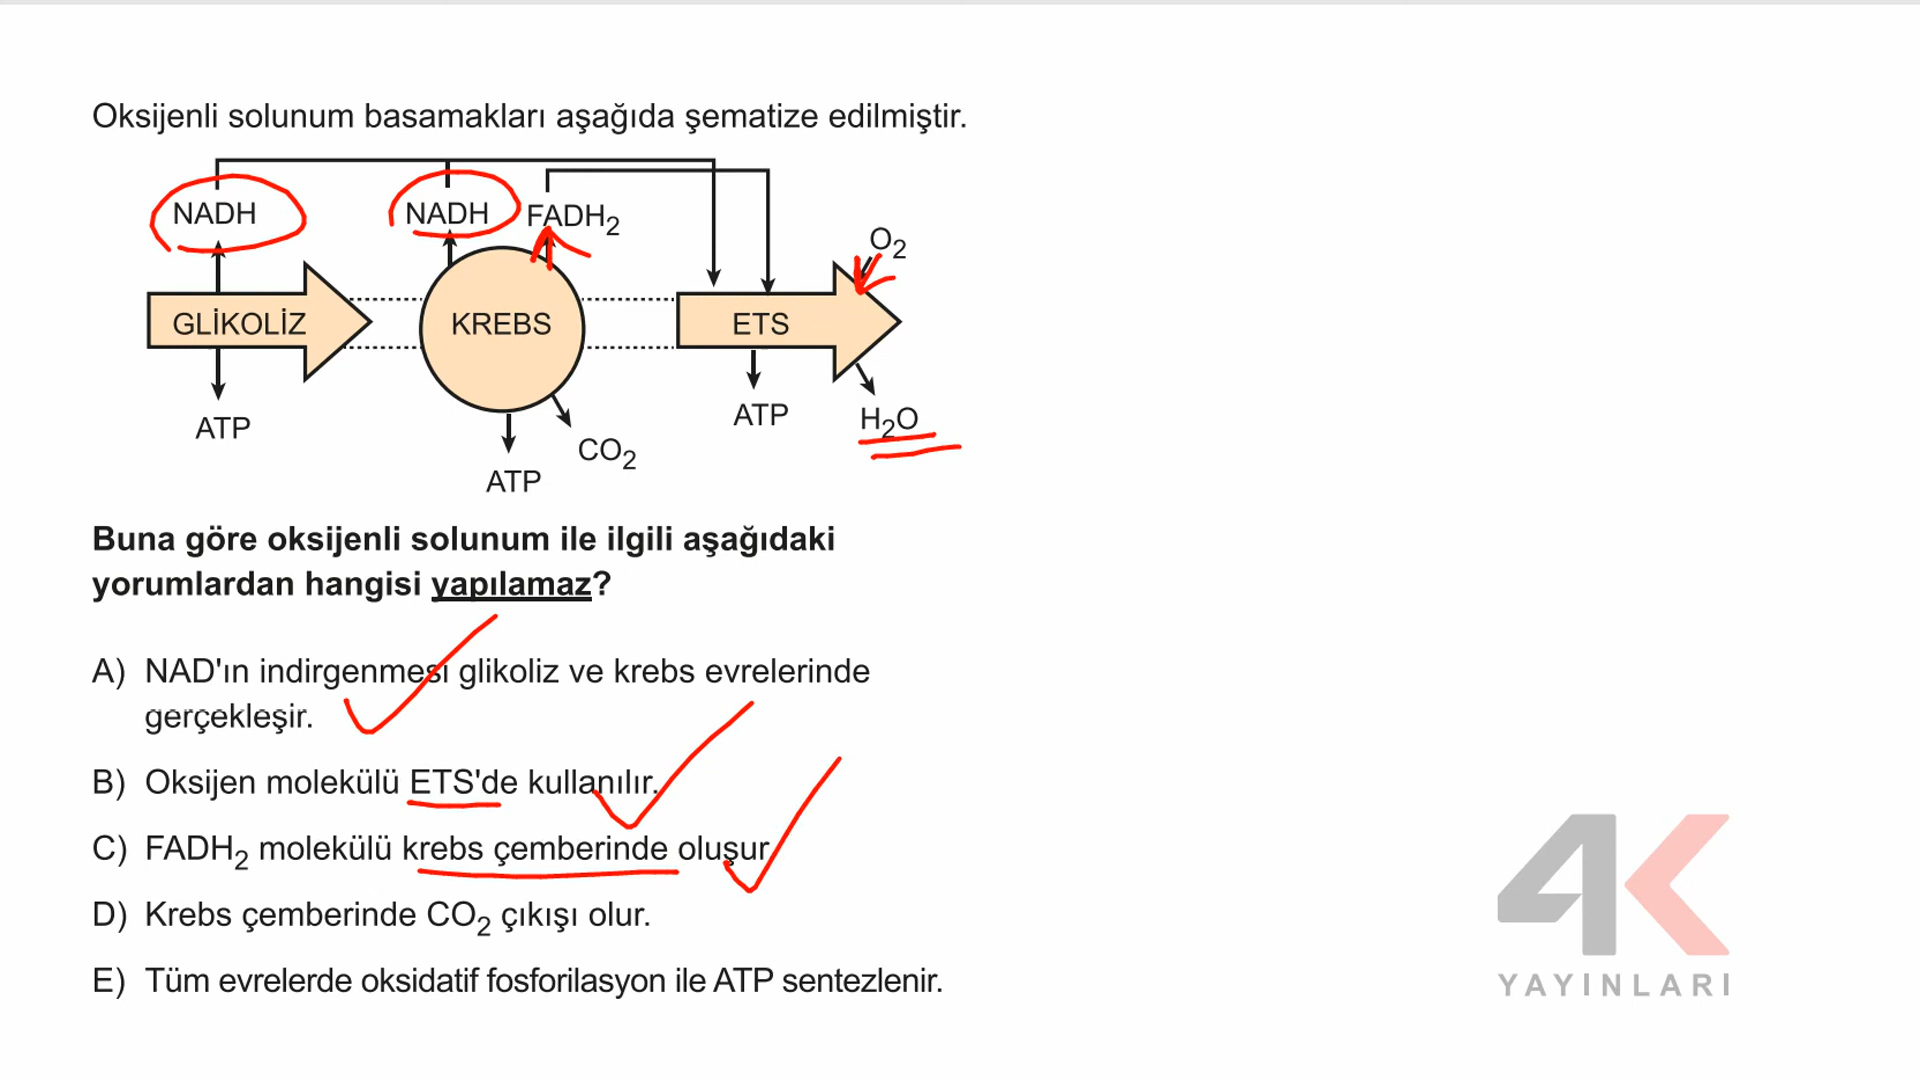 Oksijenli solunum basamakları aşağıda şematize edilmiştir.
NADH NADH FADH2
O2
GLİKOLİZ KREBS ETS
ATP ATP H2O
CO2
ATP
Buna göre oksijenli solunum ile ilgili aşağıdaki
yorumlardan hangisi yapılamaz?
A) NAD'ın indirgenmesi glikoliz ve krebs evrelerinde
gerçekleşir.
B) Oksijen molekülü ETS'de kullanılır.
C) FADH2 molekülü krebs çemberinde oluşur
D) Krebs çemberinde CO2 çıkışı olur.
E) Tüm evrelerde oksidatif fosforilasyon ile ATP sentezlenir.
4K
YAYINLARI